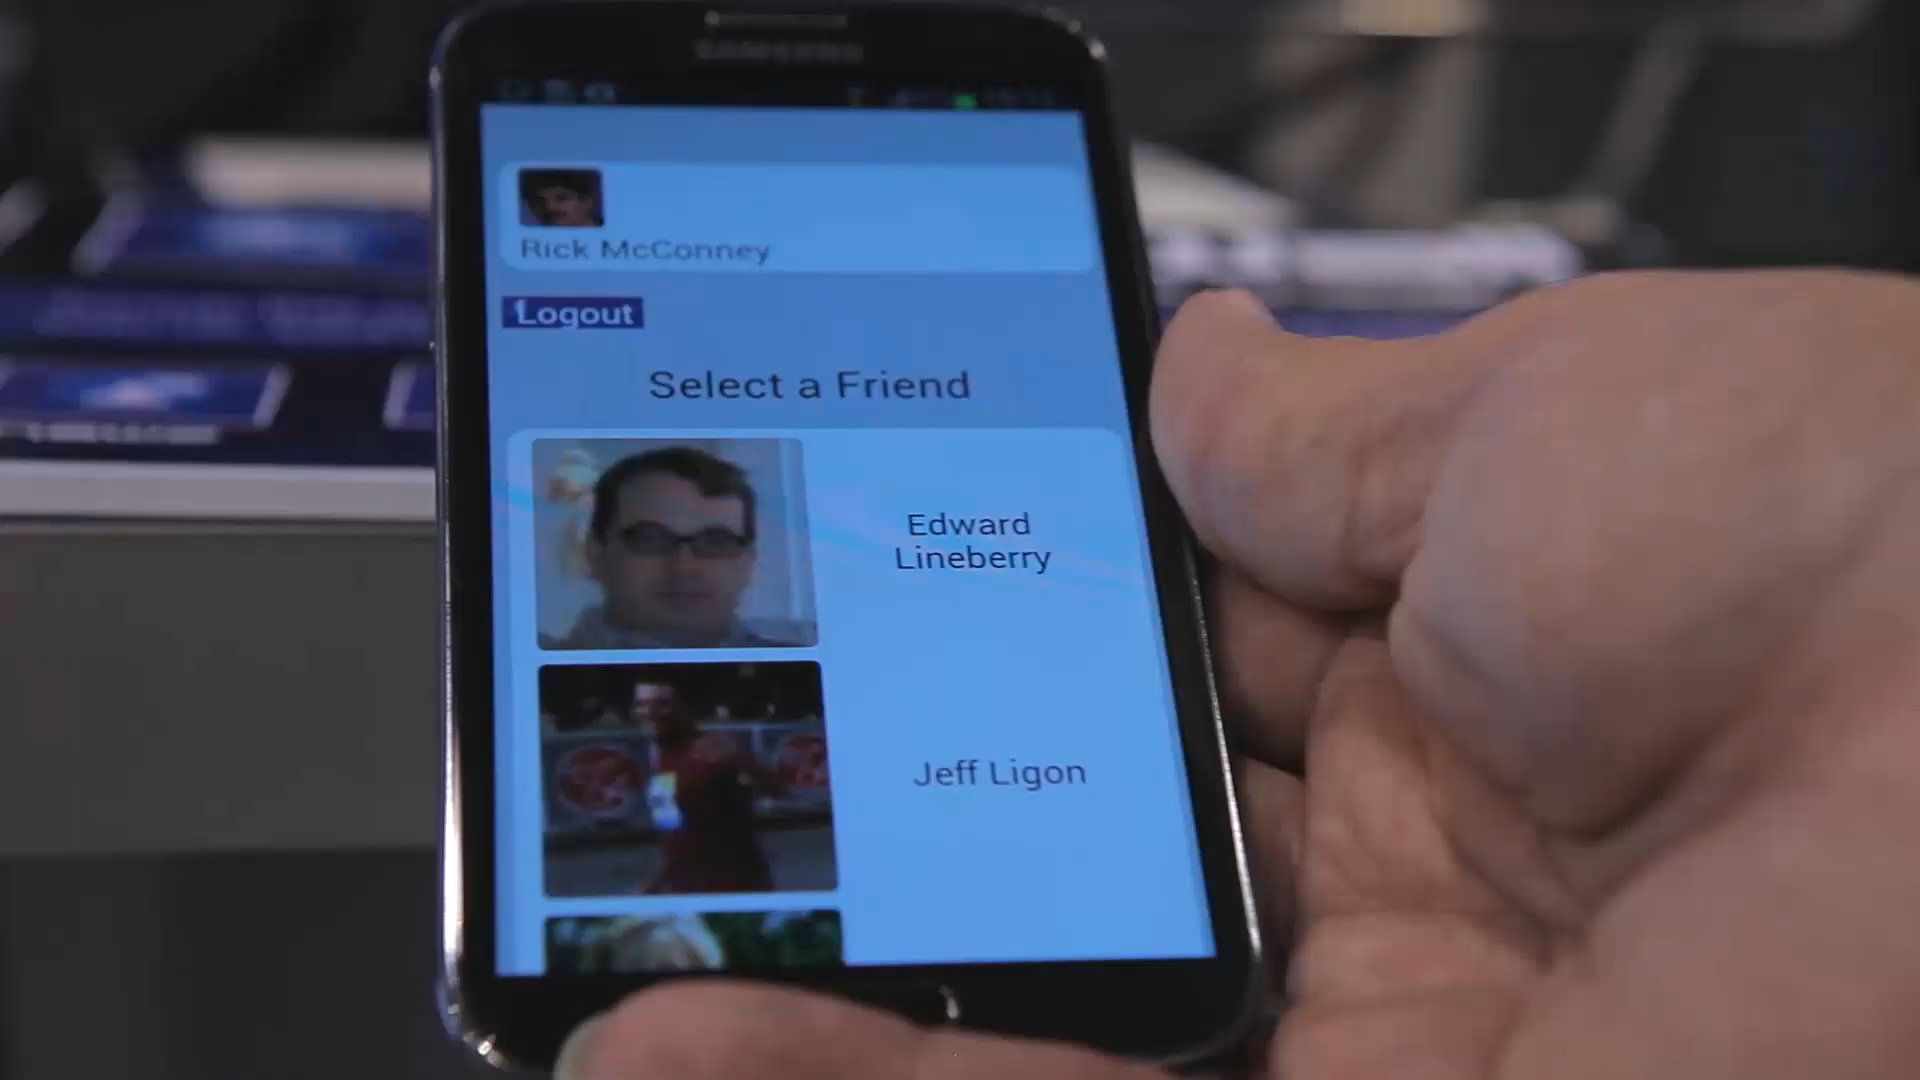 SAMSUNG
Rick McConney
Logout
Select a Friend
Edward
Lineberry
Jeff Ligon